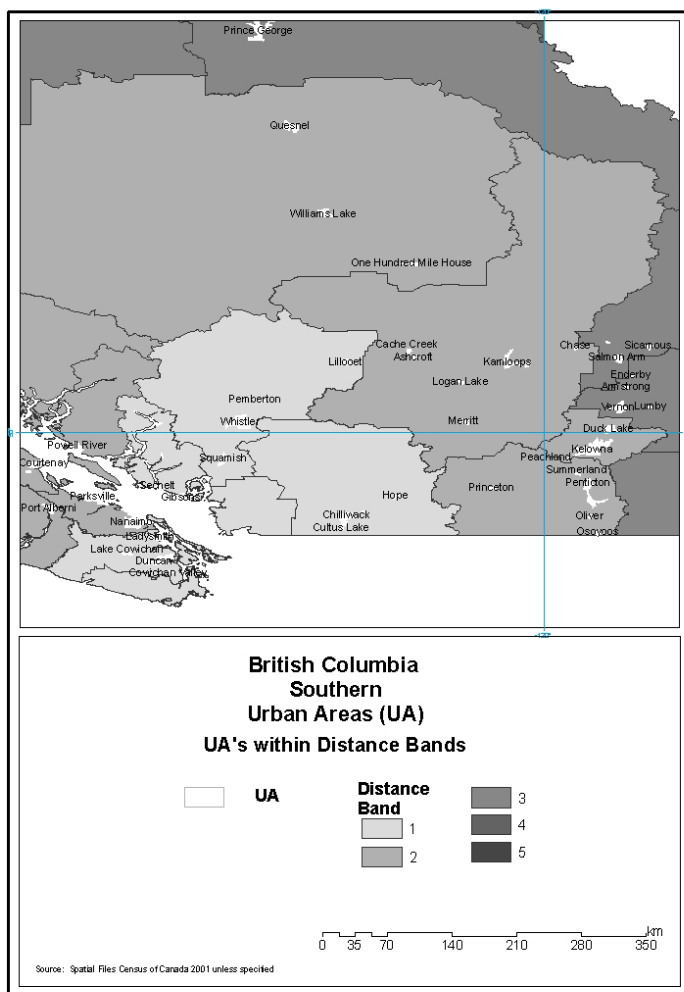 Prince George
Quesnel
Williams Lake
One Hundred Mile House
Cache Creek
Ashcroft
Lillooet
Kamloops
Chase
Sicamous
Salmon Arm
Logan Lake
Enderby
Armstrong
Pemberton
Vernon Lumby
Whistler
Merritt
Duck Lake
Powell River
Kelowna
Squamish
Peachland
Courtenay
Summerland
Penticton
Sechelt
Princeton
Parksville
Gibsons
Hope
Port Alberni
Nanaimo
Chilliwack
Oliver
Cultus Lake
Ladysmith
Osoyoos
Lake Cowichan
Duncan
Cowichan Valley
British Columbia
Southern
Urban Areas (UA)
UA's within Distance Bands
UA
Distance
Band
1
2
3
4
5
km
0 35 70 140 210 280 350
Source: Spatial Files Census of Canada 2001 unless specified